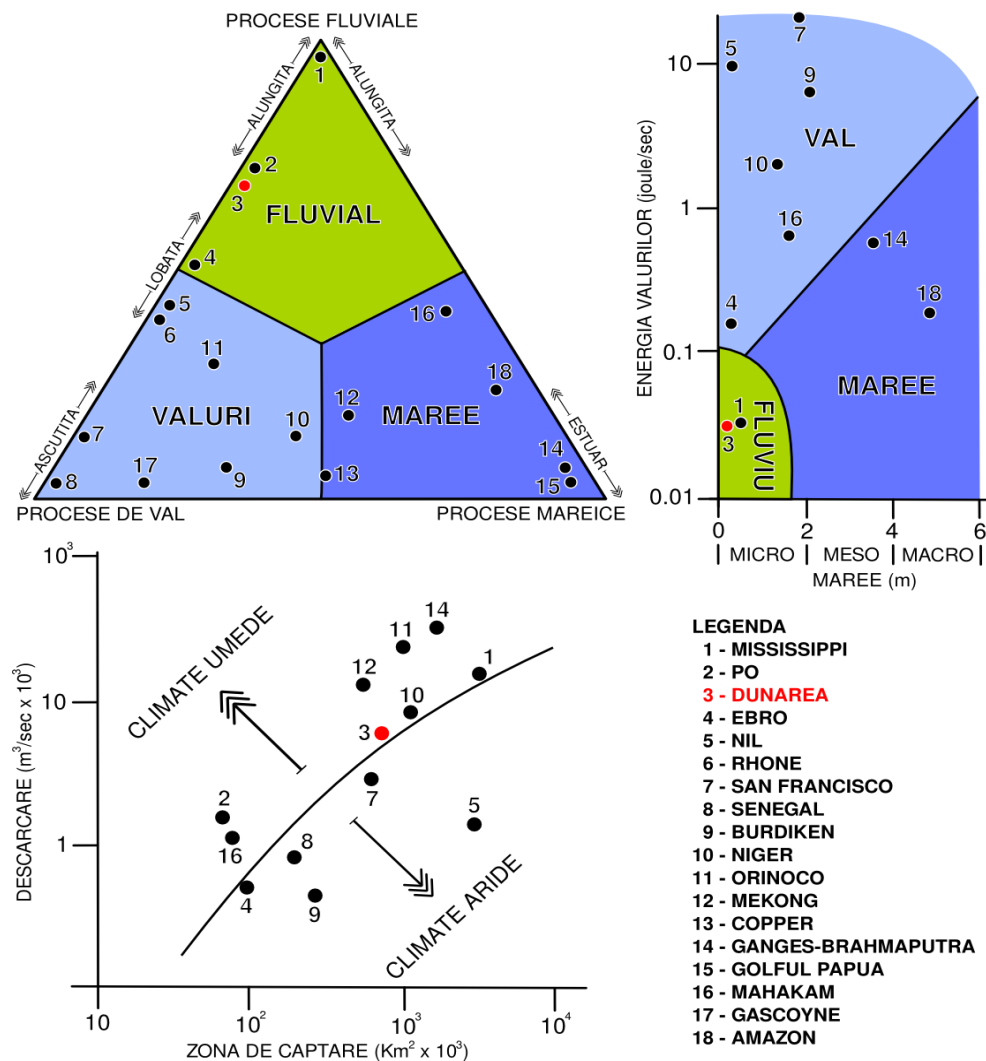 PROCESE FLUVIALE
ALUNGITA
ALUNGITA
1
2
3
FLUVIAL
LOBATA
4
5
6
11
16
VALURI
MAREE
18
12
10
ASCUTITA
7
ESTUAR
14
8
17
9
13
15
PROCESE DE VAL
PROCESE MAREICE
ENERGIA VALURILOR (joule/sec)
10
1
0.1
0.01
5
7
9
VAL
10
16
14
4
18
MAREE
1
3
FLUVIU
0
2
4
6
MICRO
MESO
MACRO
MAREE (m)
DESCARCARE (m³/sec x 10³)
10³
10
1
CLIMATE UMEDE
14
11
12
1
10
3
7
2
16
5
8
4
9
CLIMATE ARIDE
10
10²
10³
10⁴
ZONA DE CAPTARE (Km² x 10³)
LEGENDA
1 - MISSISSIPPI
2 - PO
3 - DUNAREA
4 - EBRO
5 - NIL
6 - RHONE
7 - SAN FRANCISCO
8 - SENEGAL
9 - BURDIKEN
10 - NIGER
11 - ORINOCO
12 - MEKONG
13 - COPPER
14 - GANGES-BRAHMAPUTRA
15 - GOLFUL PAPUA
16 - MAHAKAM
17 - GASCOYNE
18 - AMAZON